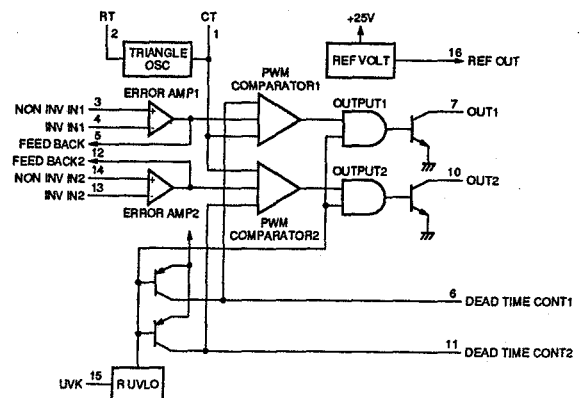 RT
CT
+25V
2
1
TRIANGLE
OSC
REF VOLT
16
REF OUT
ERROR AMP1
PWM
COMPARATOR1
OUTPUT1
NON INV IN1
3
7
OUT1
INV IN1
4
FEED BACK
5
FEED BACK2
12
OUTPUT2
NON INV IN2
14
10
OUT2
INV IN2
13
ERROR AMP2
PWM
COMPARATOR2
6
DEAD TIME CONT1
11
DEAD TIME CONT2
UVK
15
R UVLO